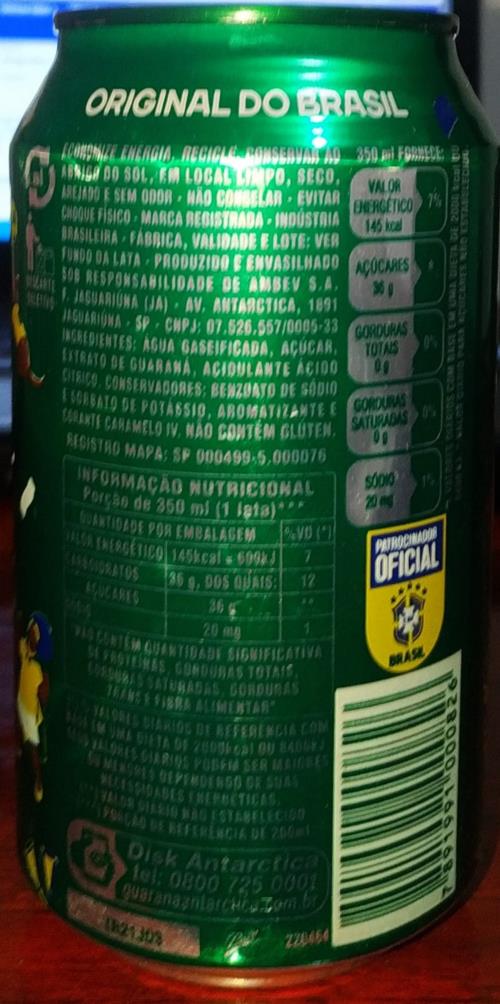 ORIGINAL DO BRASIL
ECONOMIZE ENERGIA, RECICLE. CONSERVAR AO
ABRIGO DO SOL, EM LOCAL LIMPO, SECO,
AREJADO E SEM ODOR - NÃO CONGELAR - EVITAR
CHOQUE FÍSICO - MARCA REGISTRADA - INDÚSTRIA
BRASILEIRA - FÁBRICA, VALIDADE E LOTE: VER
FUNDO DA LATA - PRODUZIDO E ENVASILHADO
SOB RESPONSABILIDADE DE AMBEV S.A.
F. JAGUARIÚNA (JA) - AV. ANTARCTICA, 1891
JAGUARIÚNA - SP - CNPJ: 07.526.557/0005-33
INGREDIENTES: ÁGUA GASEIFICADA, AÇÚCAR,
EXTRATO DE GUARANÁ, ACIDULANTE ÁCIDO
CÍTRICO, CONSERVADORES: BENZOATO DE SÓDIO
E SORBATO DE POTÁSSIO, AROMATIZANTE E
CORANTE CARAMELO IV. NÃO CONTÉM GLÚTEN.
REGISTRO MAPA: SP 000499-5.000076
350 ml FORNECE:
VALOR
ENERGÉTICO
145 kcal
7%
AÇÚCARES
36 g
*
GORDURAS
TOTAIS
0 g
0%
GORDURAS
SATURADAS
0 g
0%
SÓDIO
20 mg
1%
INFORMAÇÃO NUTRICIONAL
Porção de 350 ml (1 lata)***
QUANTIDADE POR EMBALAGEM %VD (*)
VALOR ENERGÉTICO 145kcal = 609kJ 7
CARBOIDRATOS 36 g, DOS QUAIS: 12
AÇÚCARES 36 g **
SÓDIO 20 mg 1
"NÃO CONTÉM QUANTIDADE SIGNIFICATIVA
DE PROTEÍNAS, GORDURAS TOTAIS,
GORDURAS SATURADAS, GORDURAS
TRANS E FIBRA ALIMENTAR"
VALORES DIÁRIOS DE REFERÊNCIA COM
BASE EM UMA DIETA DE 2000kcal OU 8400kJ
SEUS VALORES DIÁRIOS PODEM SER MAIORES
OU MENORES DEPENDENDO DE SUAS
NECESSIDADES ENERGÉTICAS.
**VALOR DIÁRIO NÃO ESTABELECIDO
PORÇÃO DE REFERÊNCIA DE 200ml
Disk Antarctica
tel: 0800 725 0001
guaranaantarctica.com.br
220464
PATROCINADOR
OFICIAL
BRASIL
7 891991 000826